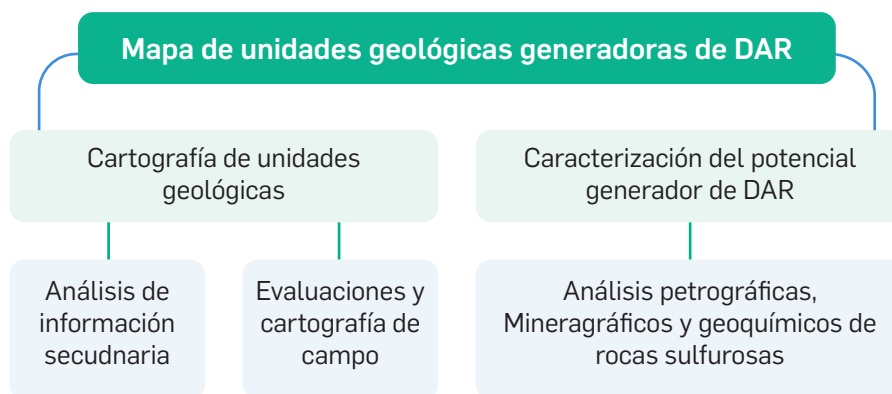 Mapa de unidades geológicas generadoras de DAR
Cartografía de unidades
geológicas
Caracterización del potencial
generador de DAR
Análisis de
información
secudnaria
Evaluaciones y
cartografía de
campo
Análisis petrográficas,
Mineragráficos y geoquímicos de
rocas sulfurosas